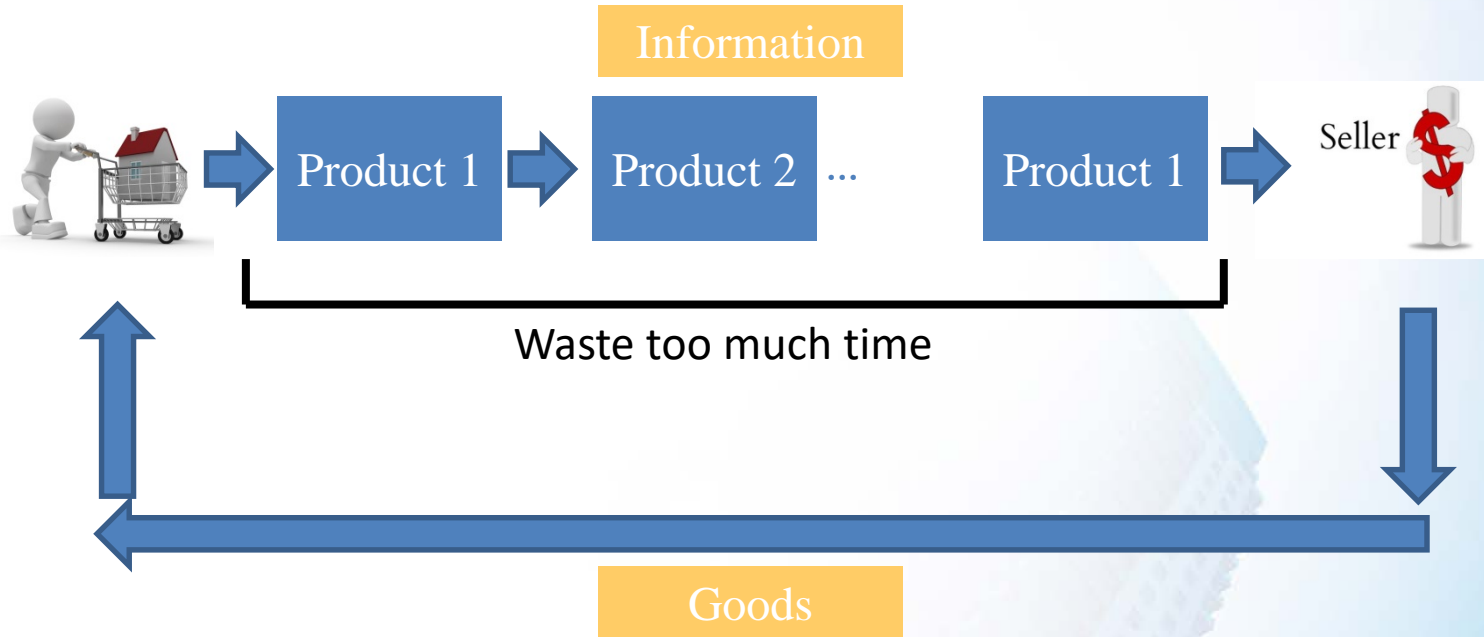 Information
Product 1
Product 2
...
Product 1
Seller
$
Waste too much time
Goods